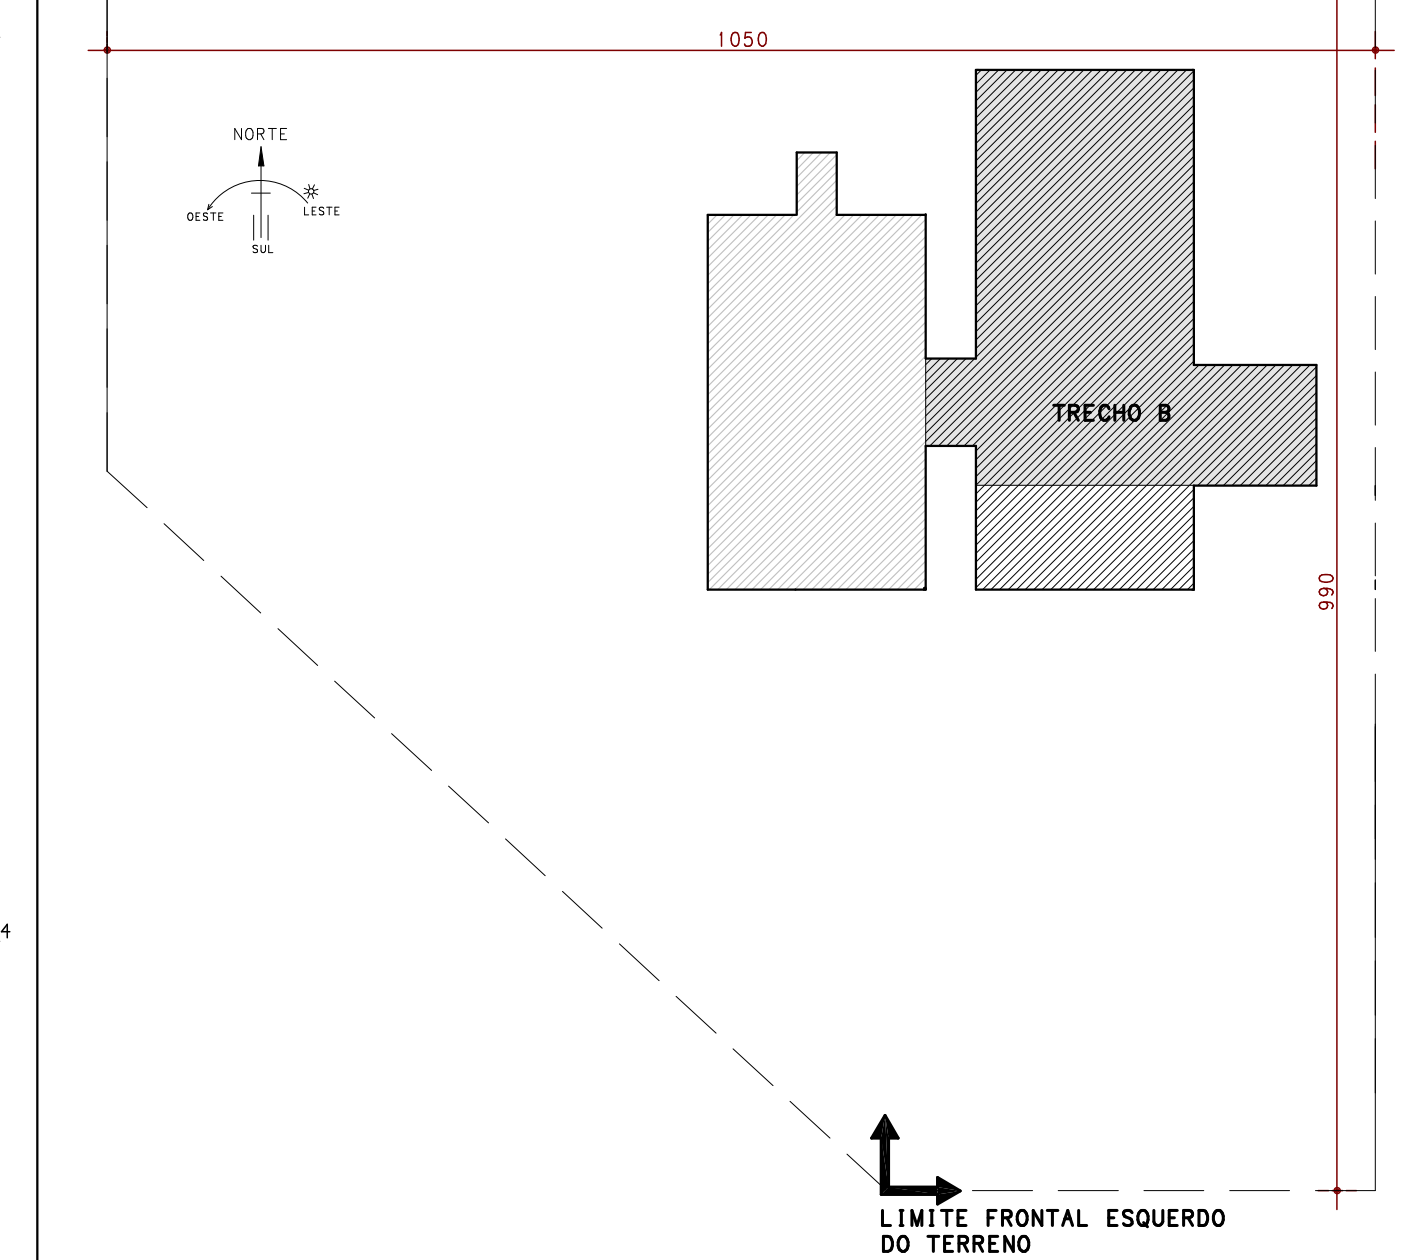 1050
NORTE
OESTE
LESTE
SUL
TRECHO B
990
4
LIMITE FRONTAL ESQUERDO
DO TERRENO